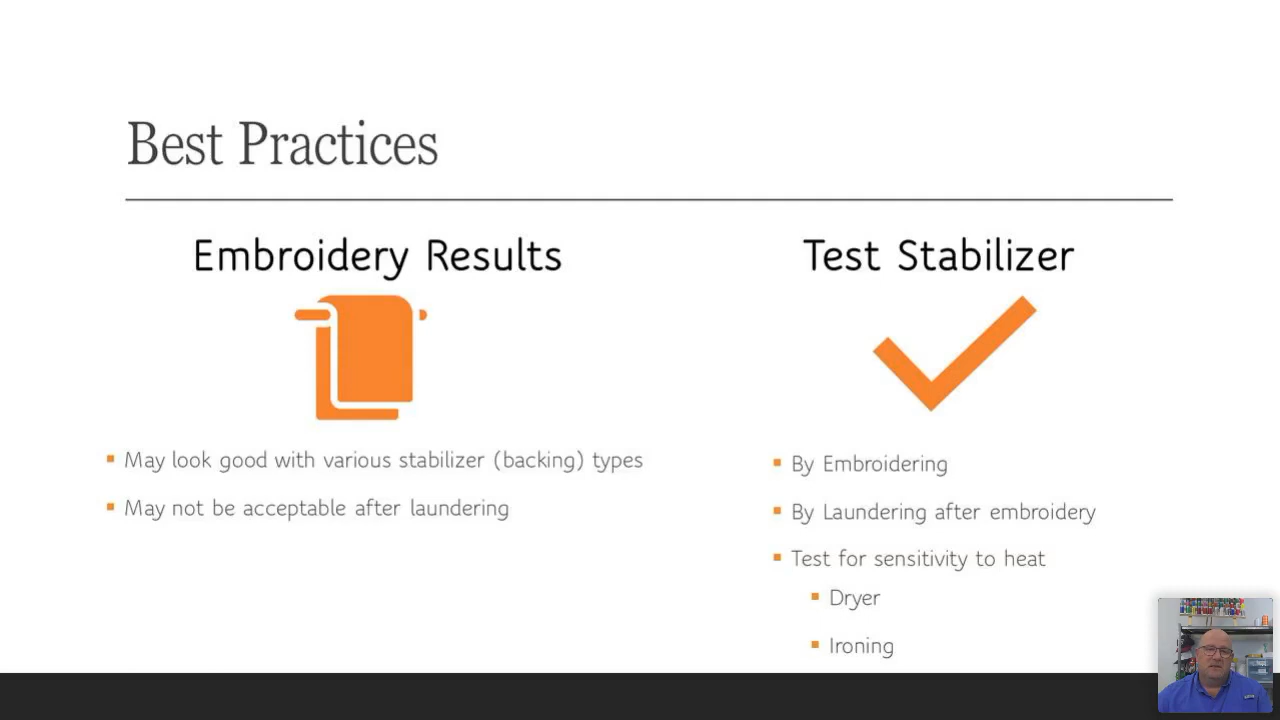 Best Practices
Embroidery Results
May look good with various stabilizer (backing) types
May not be acceptable after laundering
Test Stabilizer
By Embroidering
By Laundering after embroidery
Test for sensitivity to heat
Dryer
Ironing